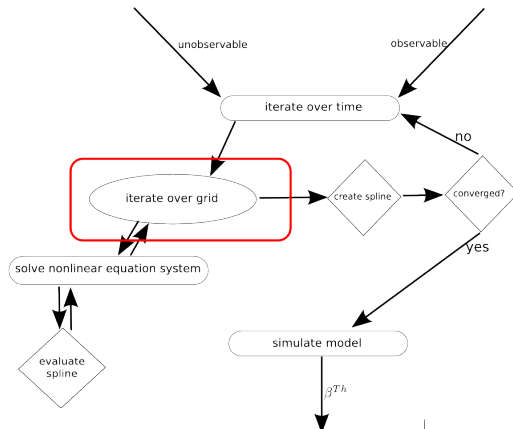 unobservable
observable
iterate over time
no
iterate over grid
create spline
converged?
yes
solve nonlinear equation system
simulate model
evaluate
spline
β^{Th}